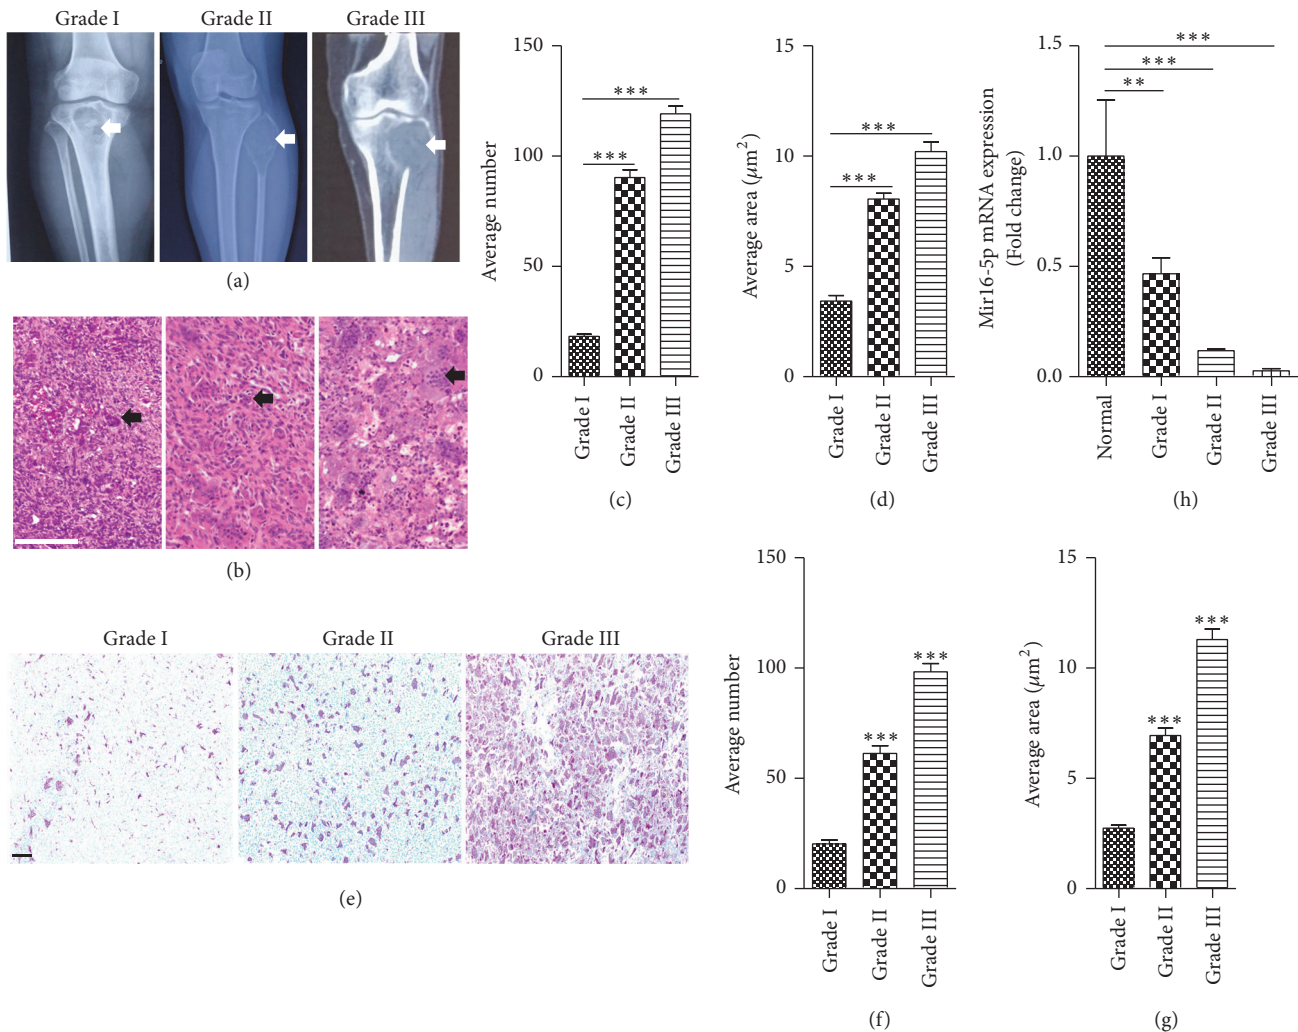 Grade I Grade II Grade III
(a)
(b)
150
100
50
0
Average number
***
***
Grade I
Grade II
Grade III
(c)
15
10
5
0
Average area (μm²)
***
***
Grade I
Grade II
Grade III
(d)
1.5
1.0
0.5
0.0
Mir16-5p mRNA expression
(Fold change)
***
***
**
Normal
Grade I
Grade II
Grade III
(h)
Grade I Grade II Grade III
(e)
150
100
50
0
Average number
***
***
Grade I
Grade II
Grade III
(f)
15
10
5
0
Average area (μm²)
***
***
Grade I
Grade II
Grade III
(g)